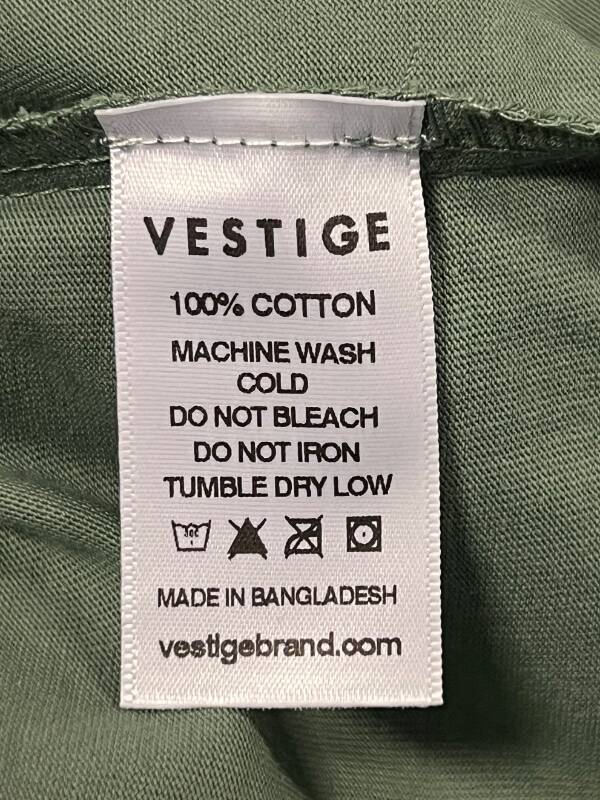 VESTIGE
100% COTTON
MACHINE WASH
COLD
DO NOT BLEACH
DO NOT IRON
TUMBLE DRY LOW
MADE IN BANGLADESH
vestigebrand.com